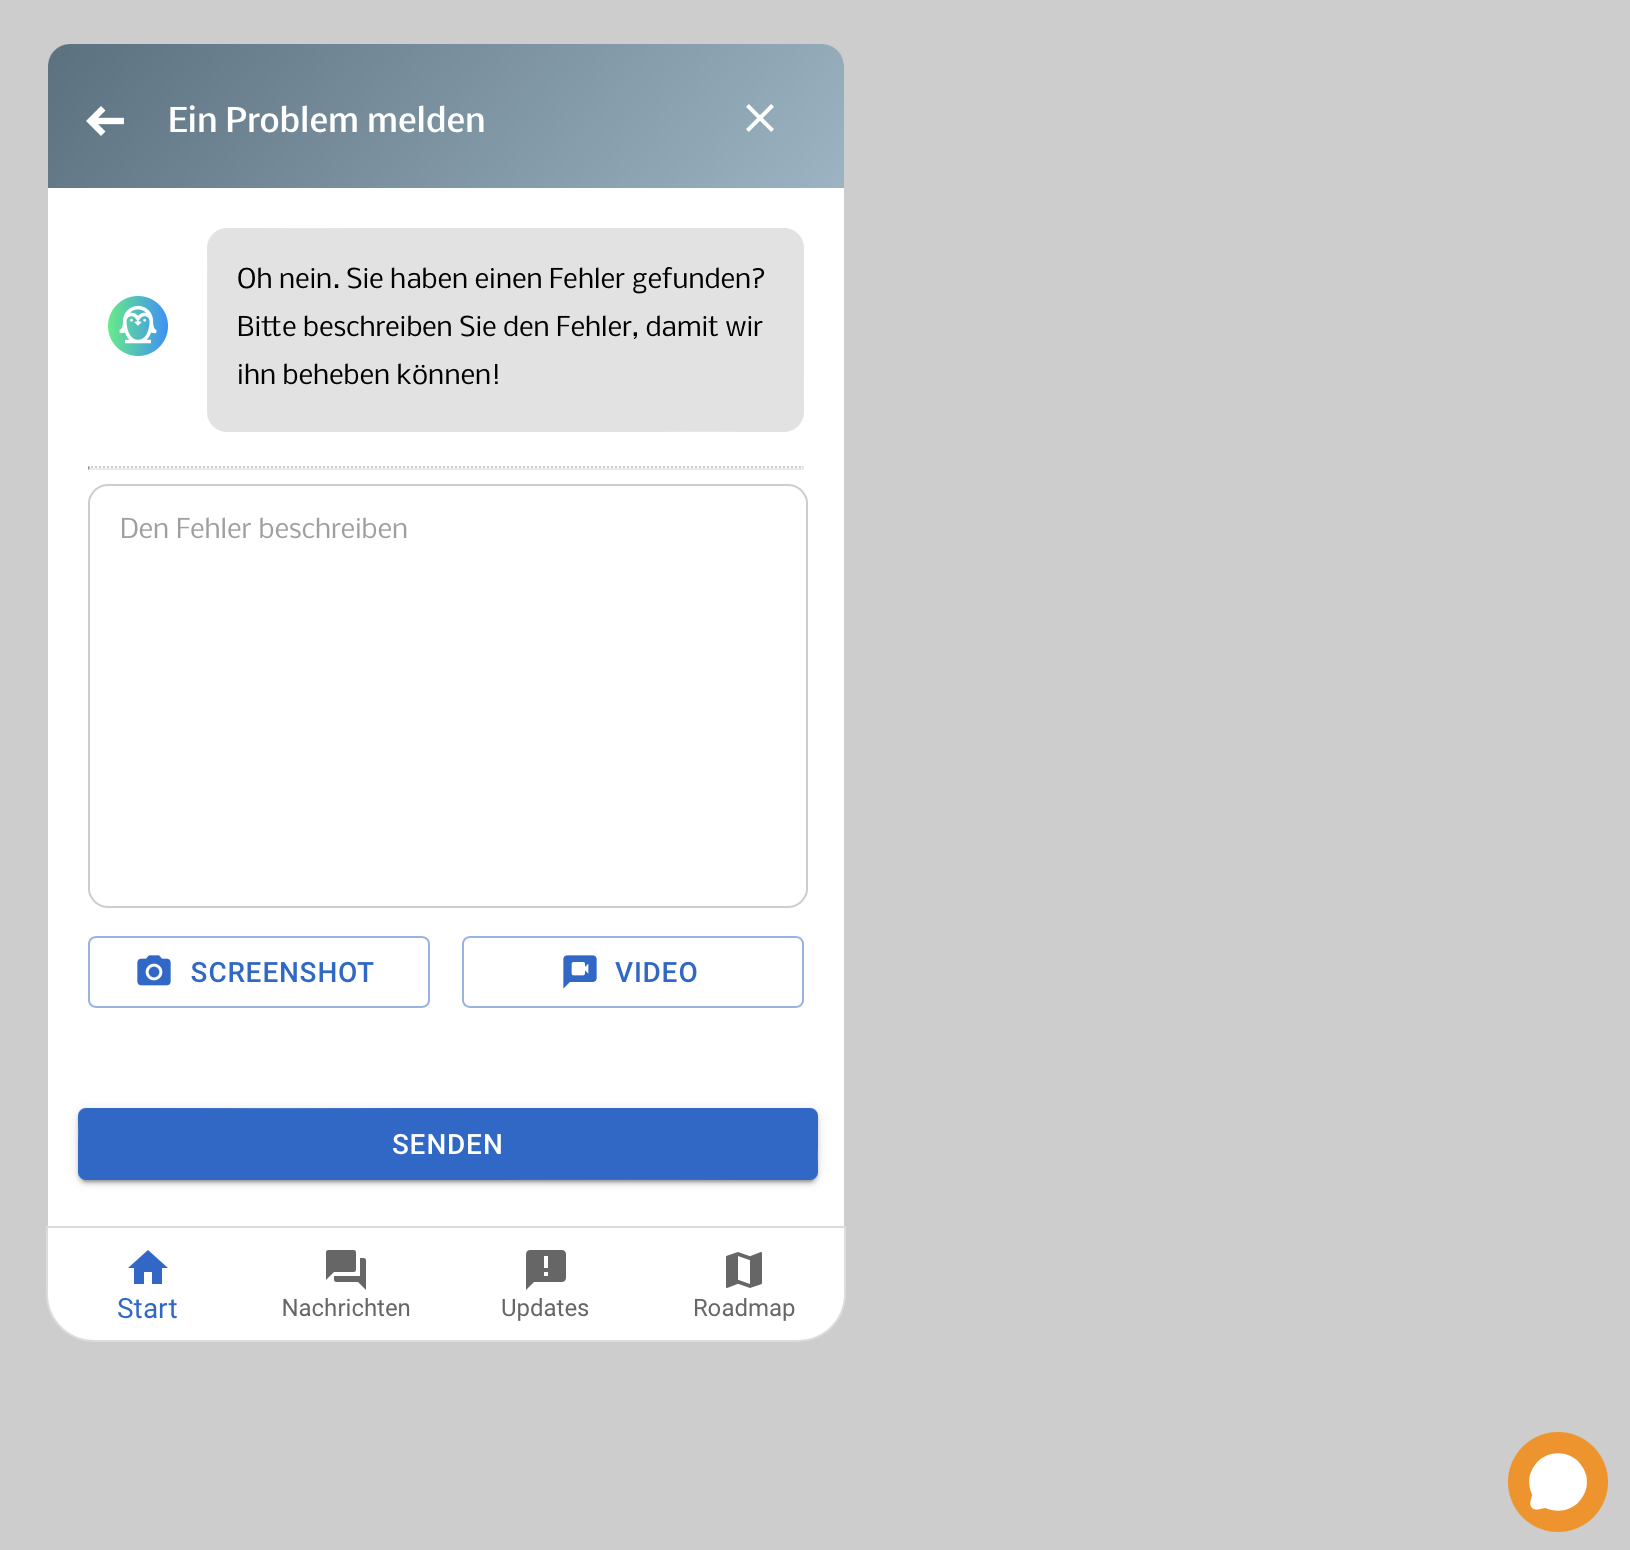 Ein Problem melden
Oh nein. Sie haben einen Fehler gefunden?
Bitte beschreiben Sie den Fehler, damit wir
ihn beheben können!
Den Fehler beschreiben
SCREENSHOT
VIDEO
SENDEN
Start
Nachrichten
Updates
Roadmap